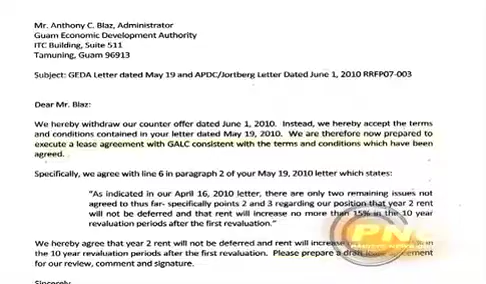 Mr. Anthony C. Blaz, Administrator
Guam Economic Development Authority
ITC Building, Suite 511
Tamuning, Guam 96913
Subject: GEDA Letter dated May 19 and APDC/Jortberg Letter Dated June 1, 2010 RRFP07-003
Dear Mr. Blaz:
We hereby withdraw our counter offer dated June 1, 2010. Instead, we hereby accept the terms
and conditions contained in your letter dated May 19, 2010. We are therefore now prepared to
execute a lease agreement with GALC consistent with the terms and conditions which have been
agreed.
Specifically, we agree with line 6 in paragraph 2 of your May 19, 2010 letter which states:
"As indicated in our April 16, 2010 letter, there are only two remaining issues not
agreed to thus far- specifically points 2 and 3 regarding our position that year 2 rent
will not be deferred and that rent will increase no more than 15% in the 10 year
revaluation periods after the first revaluation."
We hereby agree that year 2 rent will not be deferred and rent will increase in
the 10 year revaluation periods after the first revaluation. Please prepare a draft lease agreement
for our review, comment and signature.
Sincerely
PNC